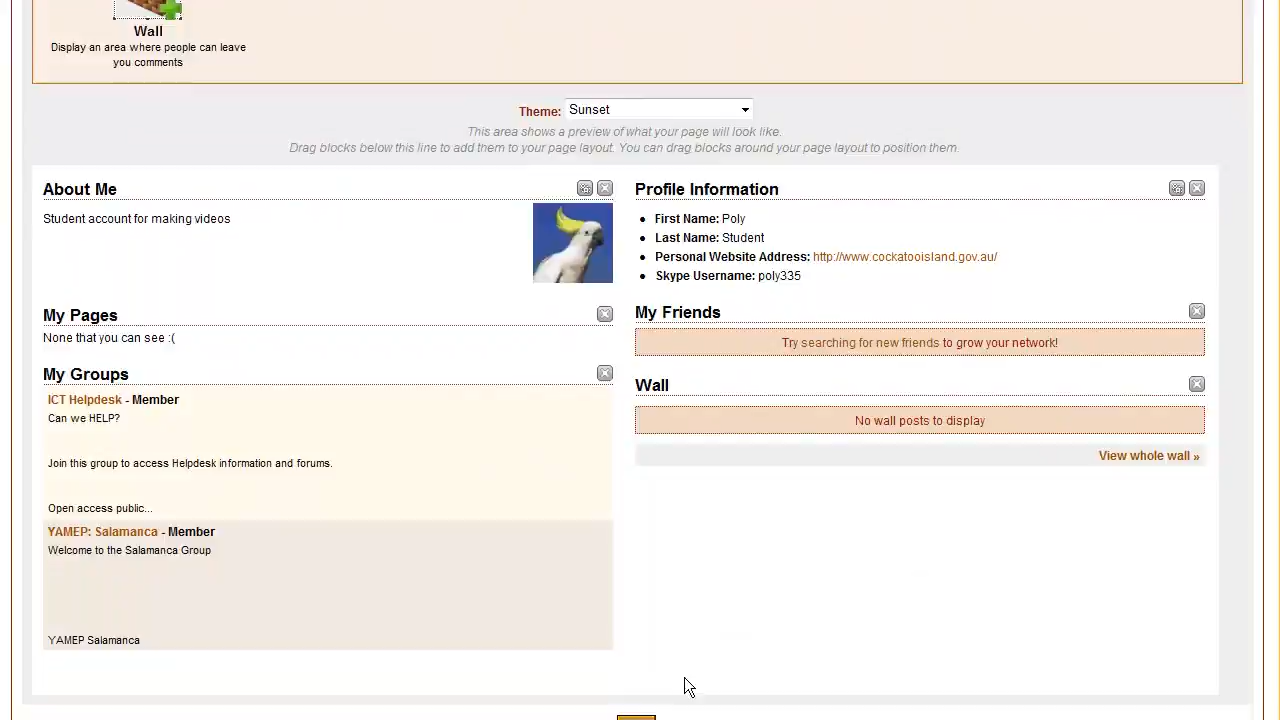 Wall
Display an area where people can leave
you comments
Theme: Sunset
This area shows a preview of what your page will look like.
Drag blocks below this line to add them to your page layout. You can drag blocks around your page layout to position them.
About Me
Student account for making videos
My Pages
None that you can see :(
My Groups
ICT Helpdesk - Member
Can we HELP?
Join this group to access Helpdesk information and forums.
Open access public...
YAMEP: Salamanca - Member
Welcome to the Salamanca Group
YAMEP Salamanca
Profile Information
First Name: Poly
Last Name: Student
Personal Website Address: http://www.cockatooisland.gov.au/
Skype Username: poly335
My Friends
Try searching for new friends to grow your network!
Wall
No wall posts to display
View whole wall »